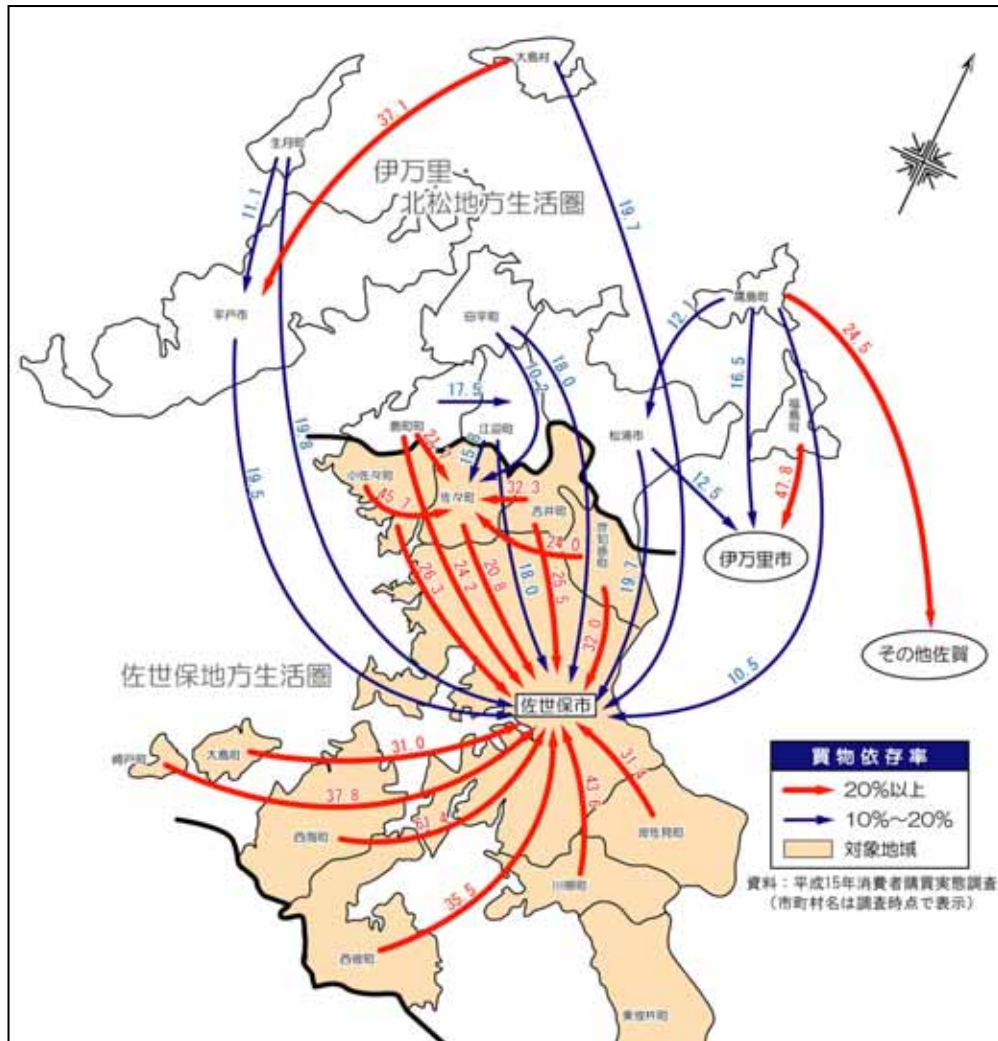 大島村
37.1
生月町
伊万里
北松地方生活圏
11.1
19.7
鷹島町
平戸市
田平町
12.1
24.5
18.0
10.2
16.5
17.5
福島町
鹿町町
江迎町
松浦市
19.8
15.8
小佐々町
45.7
佐々町
32.3
吉井町
12.5
47.8
19.5
世知原町
24.0
伊万里市
26.3
24.2
20.8
18.0
25.5
19.7
32.0
その他佐賀
佐世保地方生活圏
佐世保市
10.5
崎戸町
大島町
31.0
37.8
31.4
43.6
西海町
61.4
波佐見町
川棚町
35.5
西彼町
東彼杵町
買物依存率
20%以上
10%～20%
対象地域
資料：平成15年消費者購買実態調査
（市町村名は調査時点で表示）